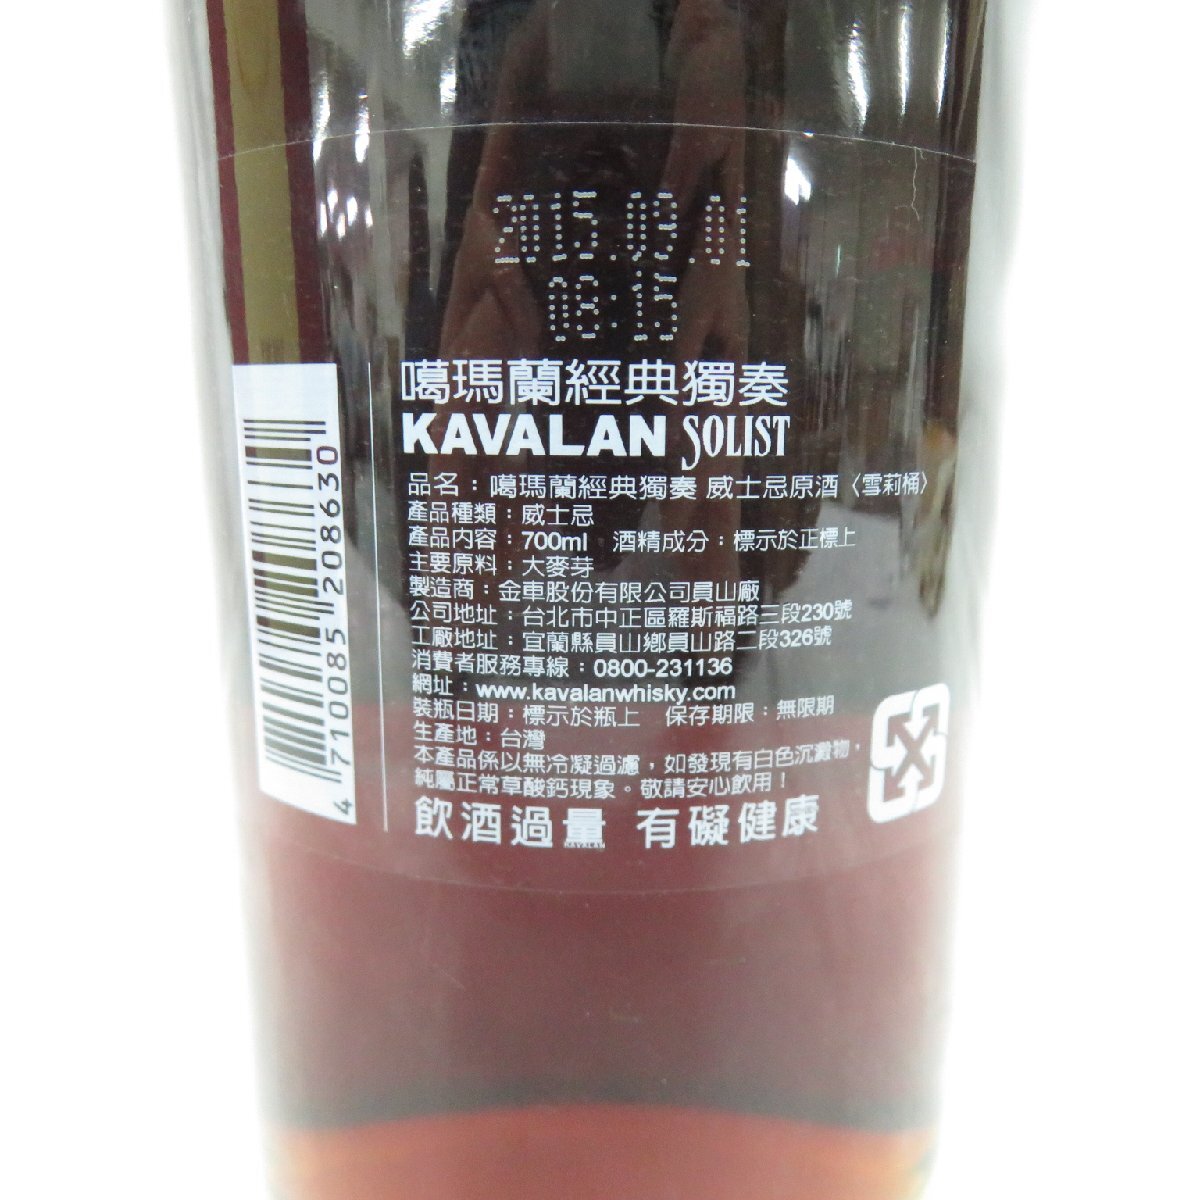 2015.09.01
08:15
噶瑪蘭經典獨奏
KAVALAN SOLIST
品名：噶瑪蘭經典獨奏 威士忌原酒〈雪莉桶〉
產品種類：威士忌
產品內容：700ml 酒精成分：標示於正標上
主要原料：大麥芽
製造商：金車股份有限公司員山廠
公司地址：台北市中正區羅斯福路三段230號
工廠地址：宜蘭縣員山鄉員山路二段326號
消費者服務專線：0800-231136
網址：www.kavalanwhisky.com
裝瓶日期：標示於瓶上 保存期限：無限期
生產地：台灣
本產品係以無冷凝過濾，如發現有白色沉澱物，
純屬正常草酸鈣現象。敬請安心飲用！
飲酒過量 有礙健康
KAVALAN
4 710085 208630